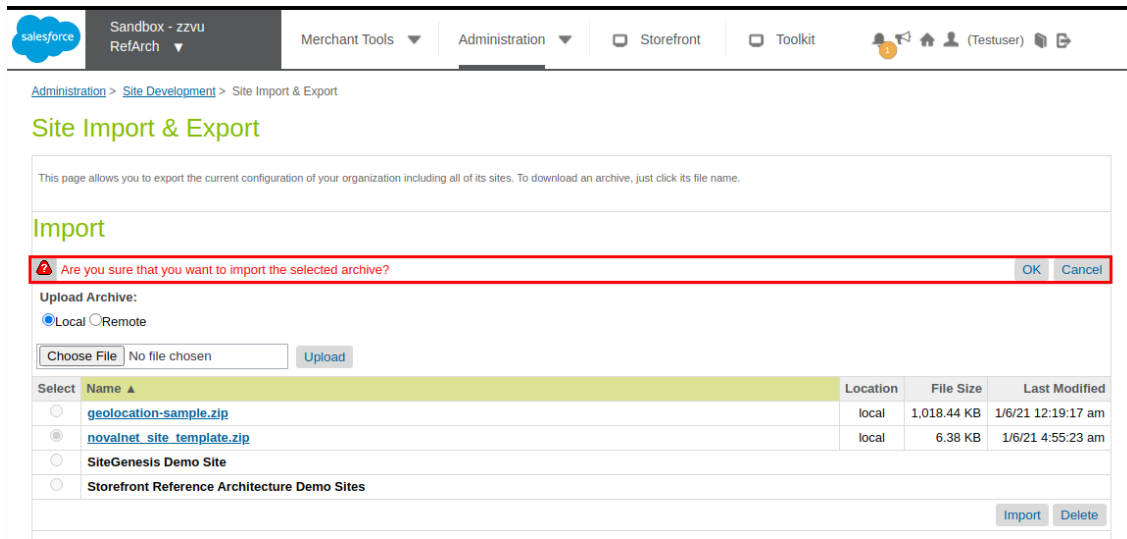 salesforce
Sandbox - zzvu
RefArch ▼
Merchant Tools ▼ Administration ▼ Storefront Toolkit 1 (Testuser)
Administration > Site Development > Site Import & Export
Site Import & Export
This page allows you to export the current configuration of your organization including all of its sites. To download an archive, just click its file name.
Import
? Are you sure that you want to import the selected archive? OK Cancel
Upload Archive:
Local Remote
Choose File No file chosen Upload
Select Name ▲ Location File Size Last Modified
geolocation-sample.zip local 1,018.44 KB 1/6/21 12:19:17 am
novalnet_site_template.zip local 6.38 KB 1/6/21 4:55:23 am
SiteGenesis Demo Site
Storefront Reference Architecture Demo Sites
Import Delete